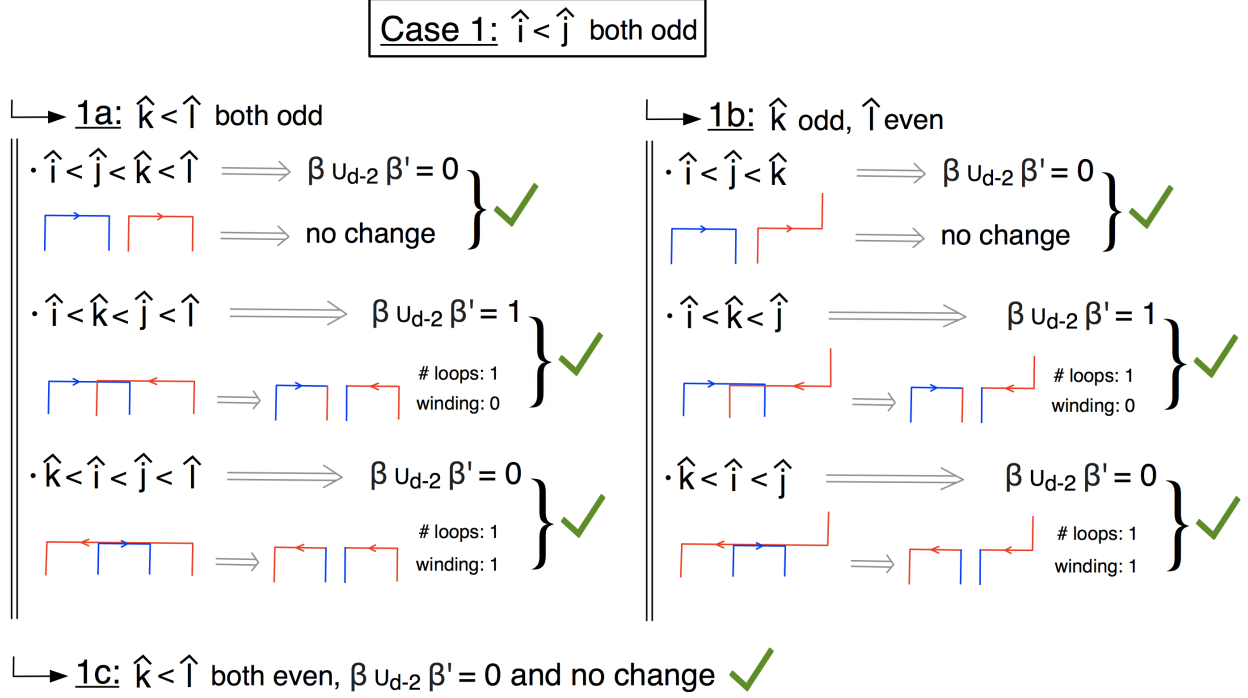 Case 1: î < ĵ both odd
1a: k̂ < l̂ both odd
· î < ĵ < k̂ < l̂ ⟹ β ∪d-2 β' = 0
⟹ no change
· î < k̂ < ĵ < l̂ ⟹ β ∪d-2 β' = 1
# loops: 1
winding: 0
· k̂ < î < ĵ < l̂ ⟹ β ∪d-2 β' = 0
# loops: 1
winding: 1
1b: k̂ odd, l̂ even
· î < ĵ < k̂ ⟹ β ∪d-2 β' = 0
⟹ no change
· î < k̂ < ĵ ⟹ β ∪d-2 β' = 1
# loops: 1
winding: 0
· k̂ < î < ĵ ⟹ β ∪d-2 β' = 0
# loops: 1
winding: 1
1c: k̂ < l̂ both even, β ∪d-2 β' = 0 and no change